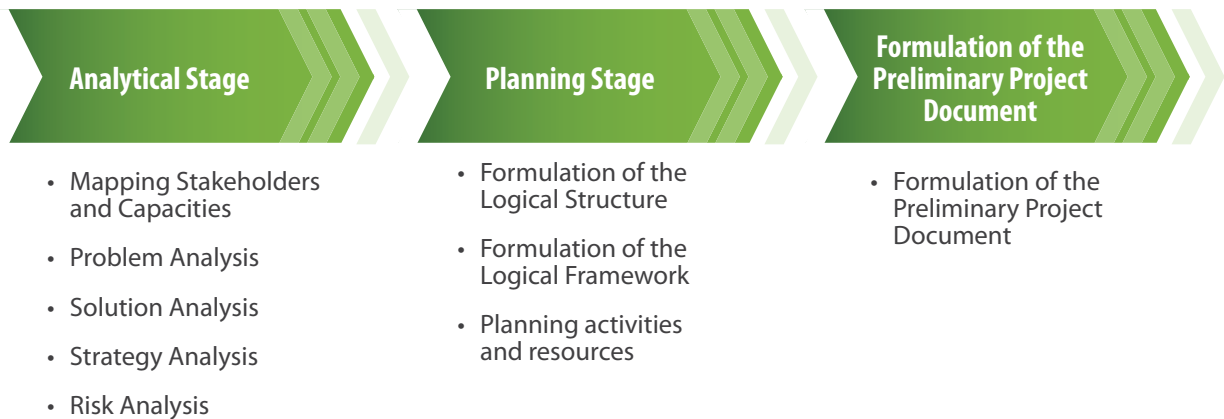 Analytical Stage
• Mapping Stakeholders
and Capacities
• Problem Analysis
• Solution Analysis
• Strategy Analysis
• Risk Analysis
Planning Stage
• Formulation of the
Logical Structure
• Formulation of the
Logical Framework
• Planning activities
and resources
Formulation of the
Preliminary Project
Document
• Formulation of the
Preliminary Project
Document